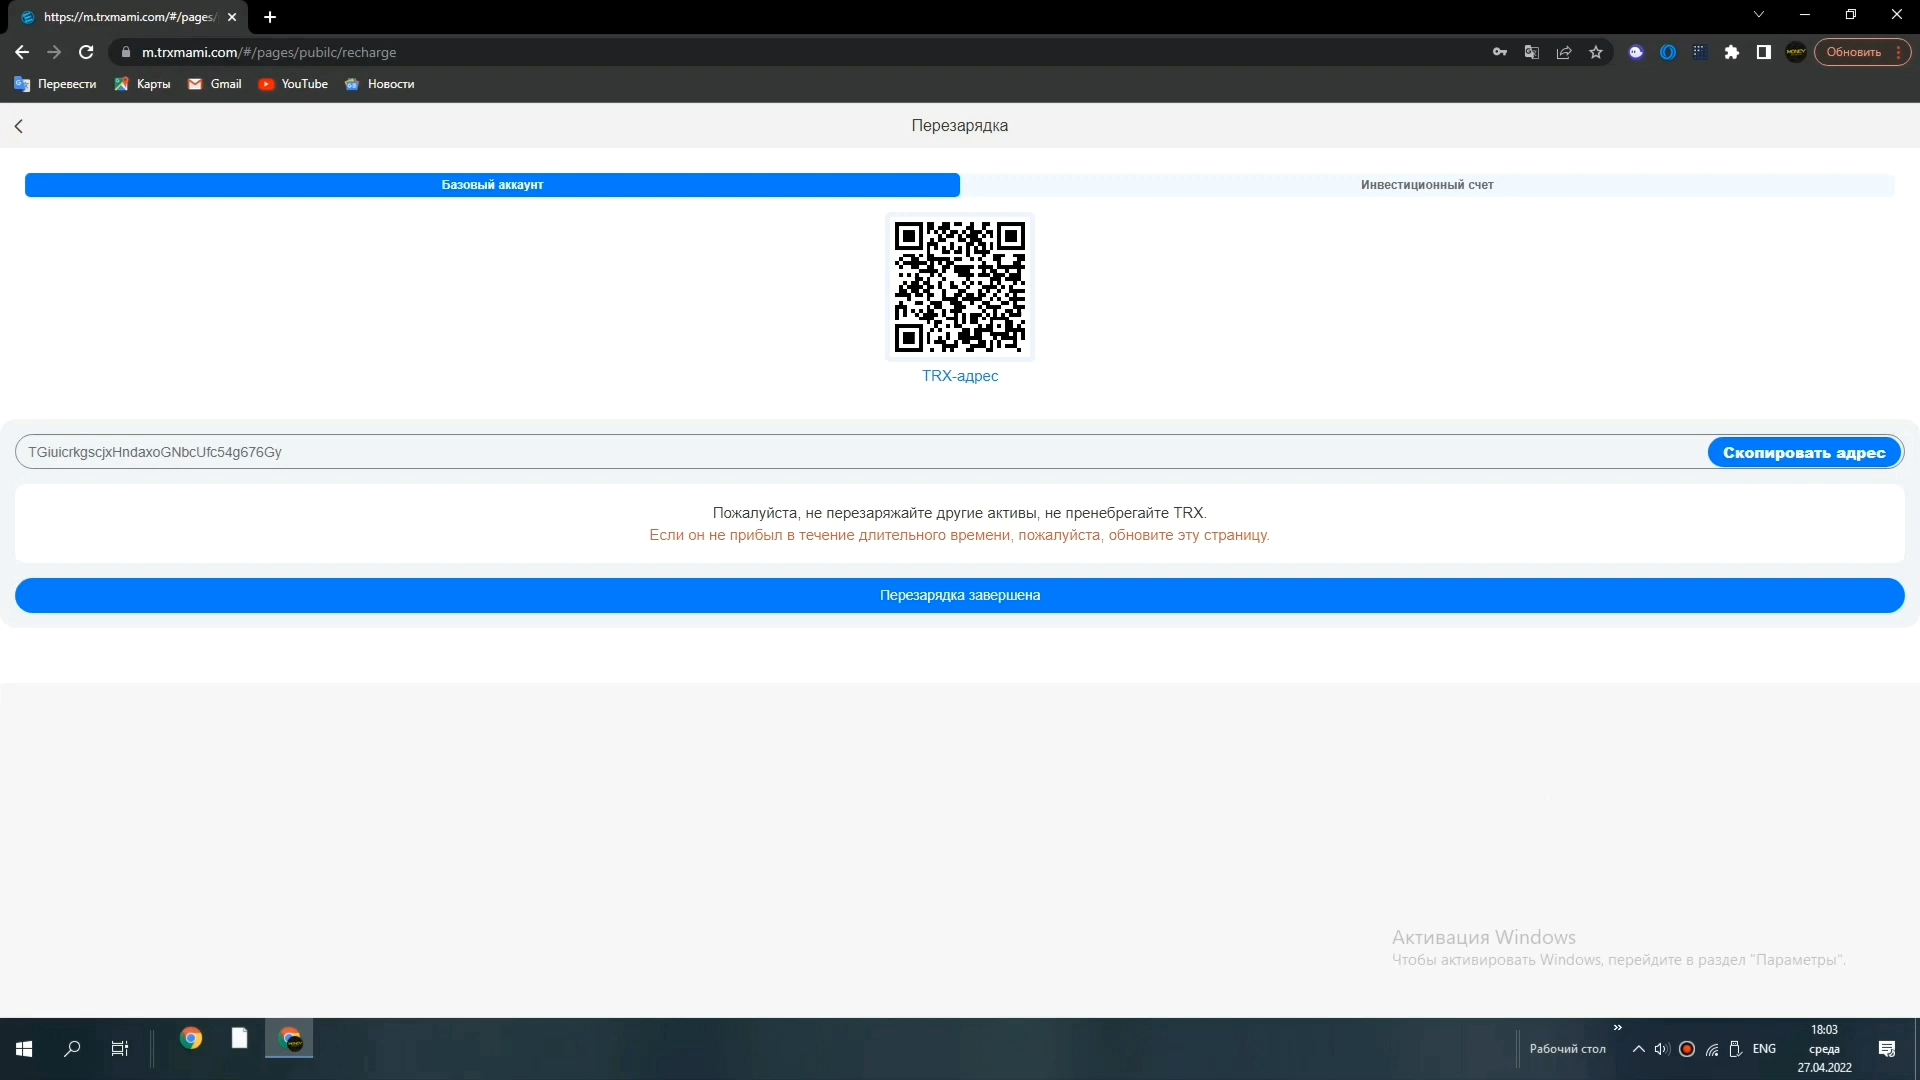 https://m.trxmami.com/#/pages/
m.trxmami.com/#/pages/pubilc/recharge
Обновить
Перевести
Карты
Gmail
YouTube
Новости
Перезарядка
Базовый аккаунт
Инвестиционный счет
TRX-адрес
TGiuicrkgscjxHndaxoGNbcUfc54g676Gy
Скопировать адрес
Пожалуйста, не перезаряжайте другие активы, не пренебрегайте TRX.
Если он не прибыл в течение длительного времени, пожалуйста, обновите эту страницу.
Перезарядка завершена
Активация Windows
Чтобы активировать Windows, перейдите в раздел "Параметры".
Рабочий стол
ENG
18:03
среда
27.04.2022